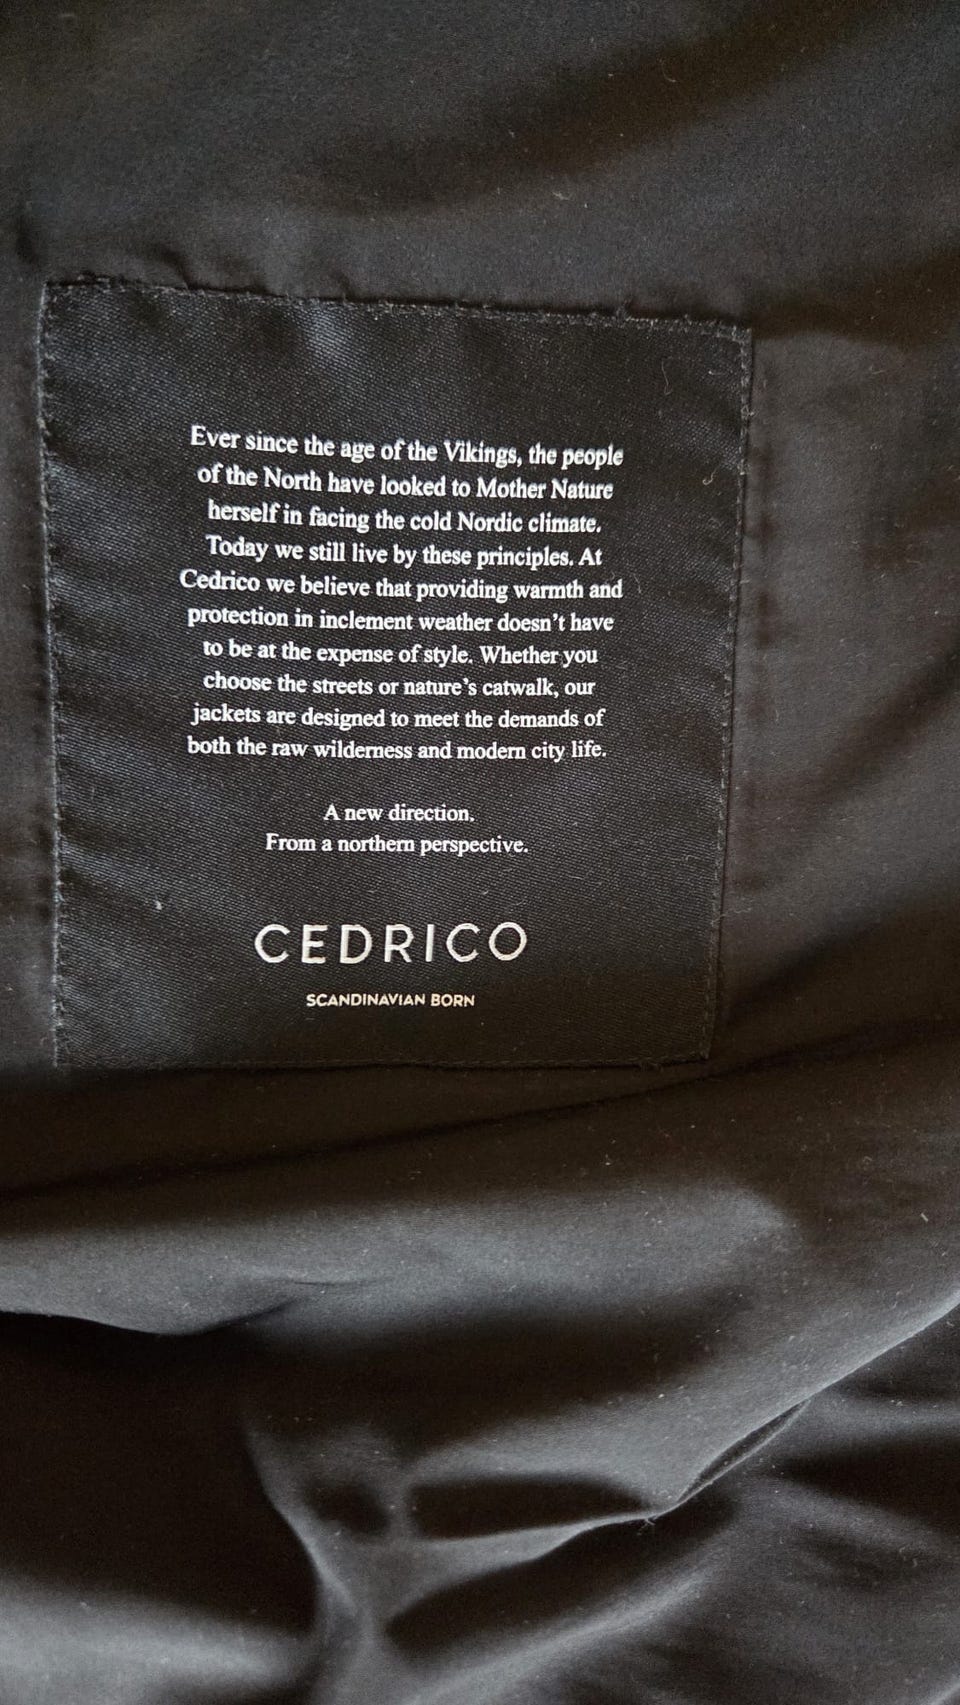 Ever since the age of the Vikings, the people
of the North have looked to Mother Nature
herself in facing the cold Nordic climate.
Today we still live by these principles. At
Cedrico we believe that providing warmth and
protection in inclement weather doesn't have
to be at the expense of style. Whether you
choose the streets or nature's catwalk, our
jackets are designed to meet the demands of
both the raw wilderness and modern city life.
A new direction.
From a northern perspective.
CEDRICO
SCANDINAVIAN BORN